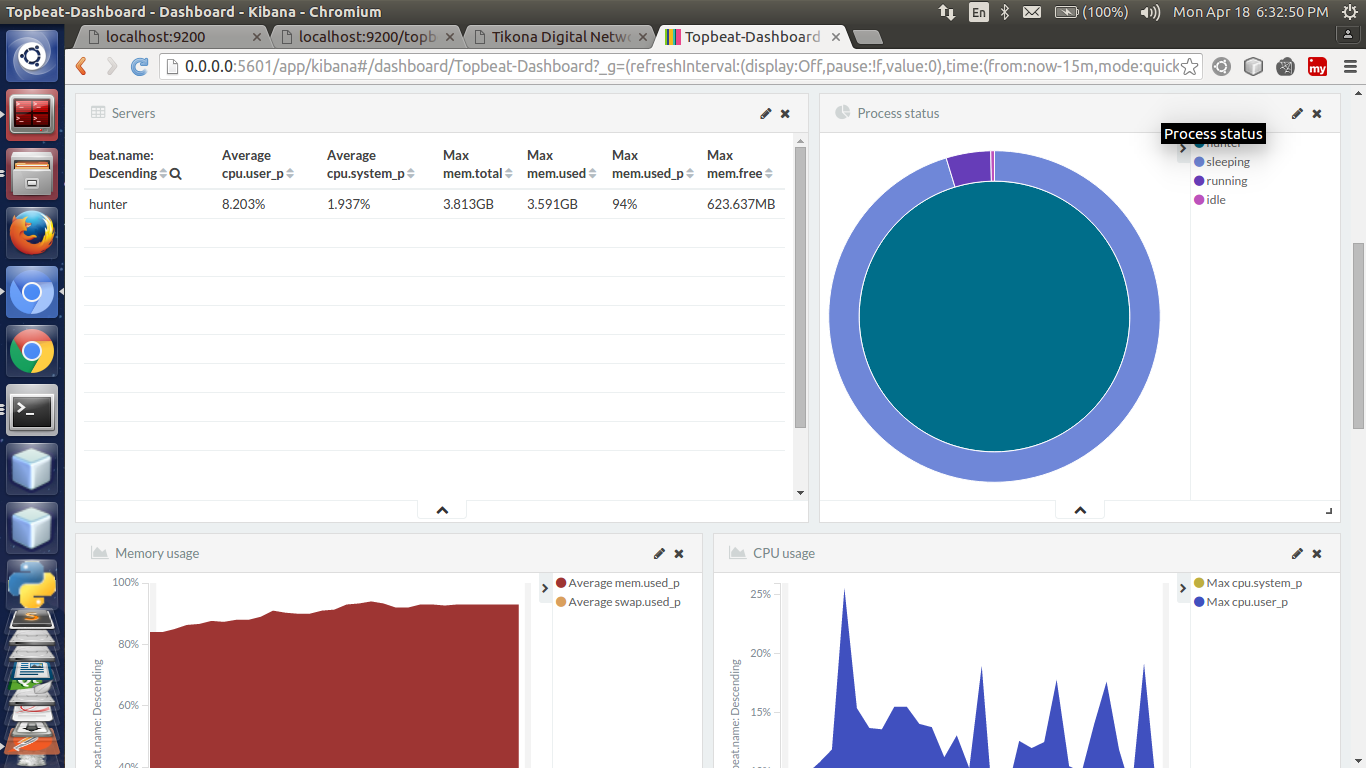 Topbeat-Dashboard - Dashboard - Kibana - Chromium
En
(100%)
Mon Apr 18 6:32:50 PM
localhost:9200
localhost:9200/topb
Tikona Digital Netw
Topbeat-Dashboard
0.0.0.0:5601/app/kibana#/dashboard/Topbeat-Dashboard?_g=(refreshInterval:(display:Off,pause:!f,value:0),time:(from:now-15m,mode:quick
my
Servers
beat.name: Descending
Average cpu.user_p
Average cpu.system_p
Max mem.total
Max mem.used
Max mem.used_p
Max mem.free
hunter 8.203% 1.937% 3.813GB 3.591GB 94% 623.637MB
Process status
Process status
hunter
sleeping
running
idle
Memory usage
100%
80%
60%
40%
beat.name: Descending
Average mem.used_p
Average swap.used_p
CPU usage
25%
20%
15%
10%
beat.name: Descending
Max cpu.system_p
Max cpu.user_p